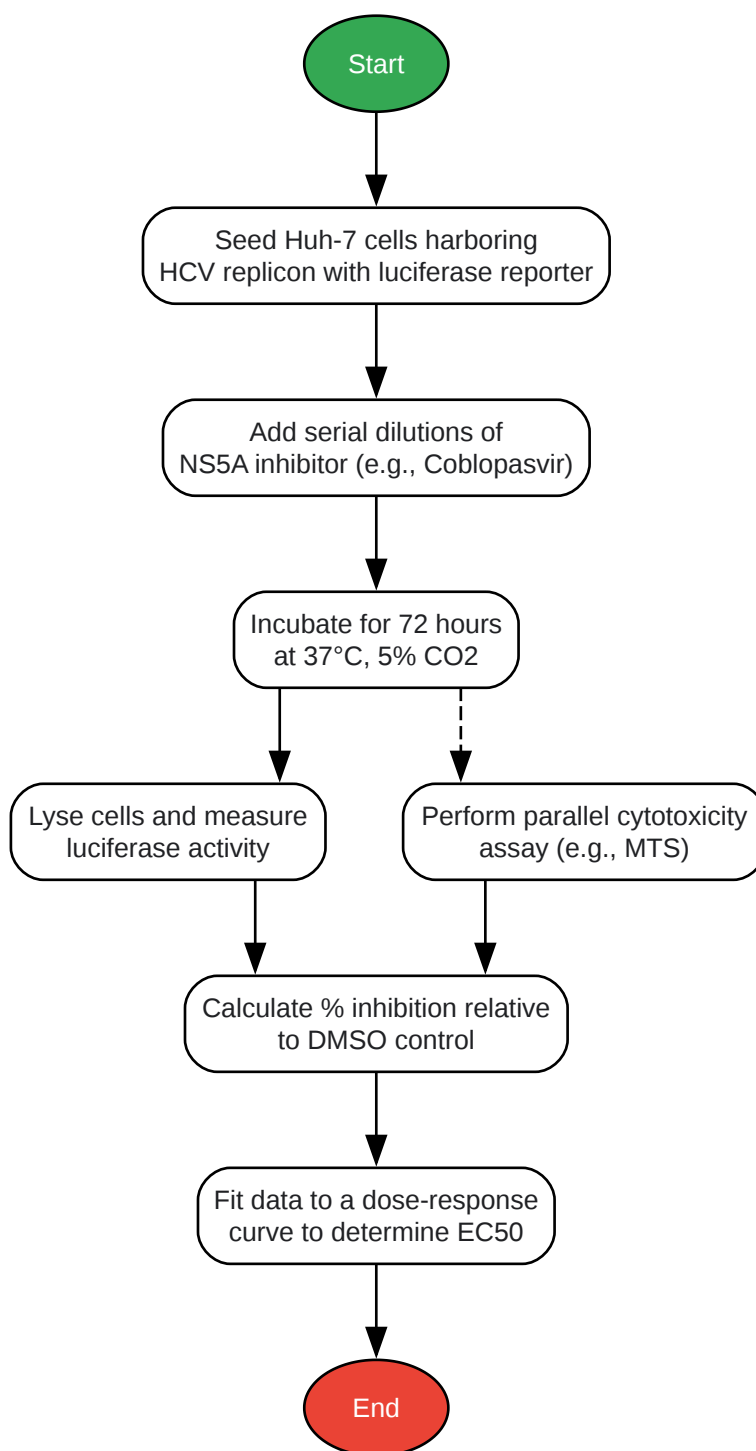 Start
Seed Huh-7 cells harboring
HCV replicon with luciferase reporter
Add serial dilutions of
NS5A inhibitor (e.g., Coblopasvir)
Incubate for 72 hours
at 37°C, 5% CO2
Lyse cells and measure
luciferase activity
Perform parallel cytotoxicity
assay (e.g., MTS)
Calculate % inhibition relative
to DMSO control
Fit data to a dose-response
curve to determine EC50
End